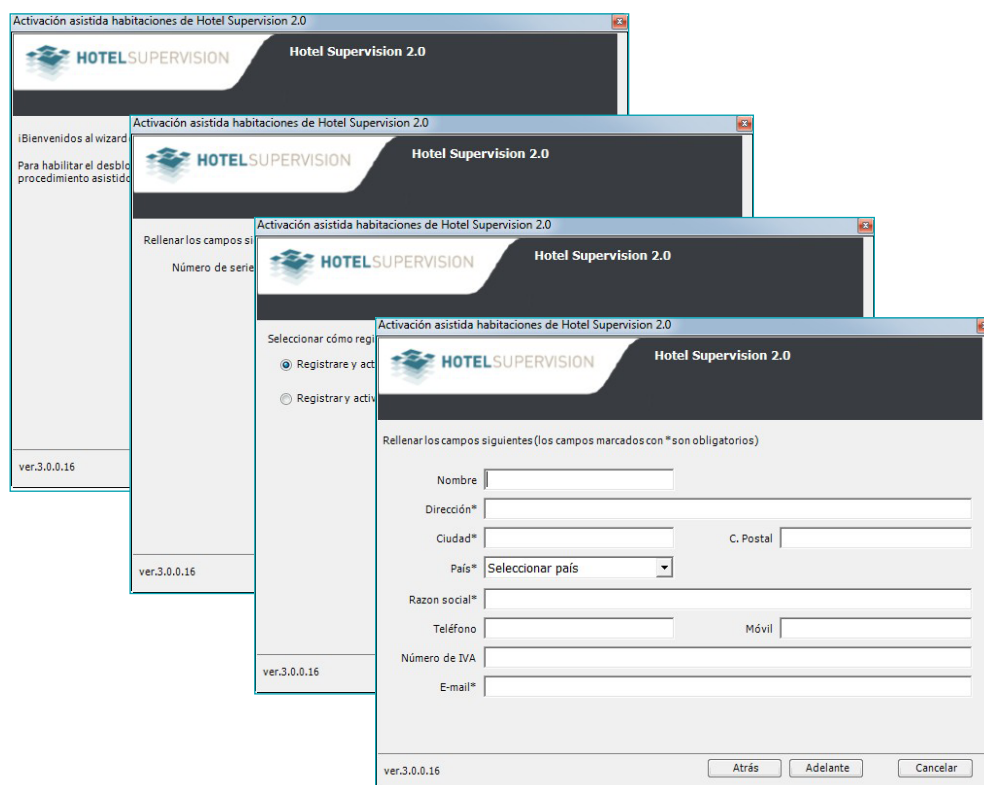 Activación asistida habitaciones de Hotel Supervision 2.0
HOTELSUPERVISION
Hotel Supervision 2.0
¡Bienvenidos al wizard
Para habilitar el desblo
procedimiento asistido
ver.3.0.0.16
Activación asistida habitaciones de Hotel Supervision 2.0
HOTELSUPERVISION
Hotel Supervision 2.0
Rellenar los campos si
Número de serie
ver.3.0.0.16
Activación asistida habitaciones de Hotel Supervision 2.0
HOTELSUPERVISION
Hotel Supervision 2.0
Seleccionar cómo regi
Registrare y act
Registrar y activ
ver.3.0.0.16
Activación asistida habitaciones de Hotel Supervision 2.0
HOTELSUPERVISION
Hotel Supervision 2.0
Rellenar los campos siguientes (los campos marcados con * son obligatorios)
Nombre
Dirección*
Ciudad* C. Postal
País* Seleccionar país
Razon social*
Teléfono Móvil
Número de IVA
E-mail*
ver.3.0.0.16 Atrás Adelante Cancelar